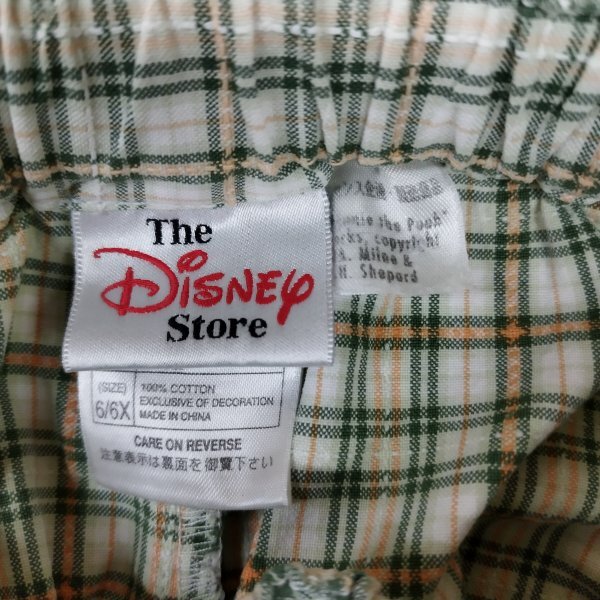 The
Disney
Store
the Pooh"
copyright
Milne &
H. Shepard
(SIZE)
6/6X
100% COTTON
EXCLUSIVE OF DECORATION
MADE IN CHINA
CARE ON REVERSE
注意表示は裏面を御覧下さい